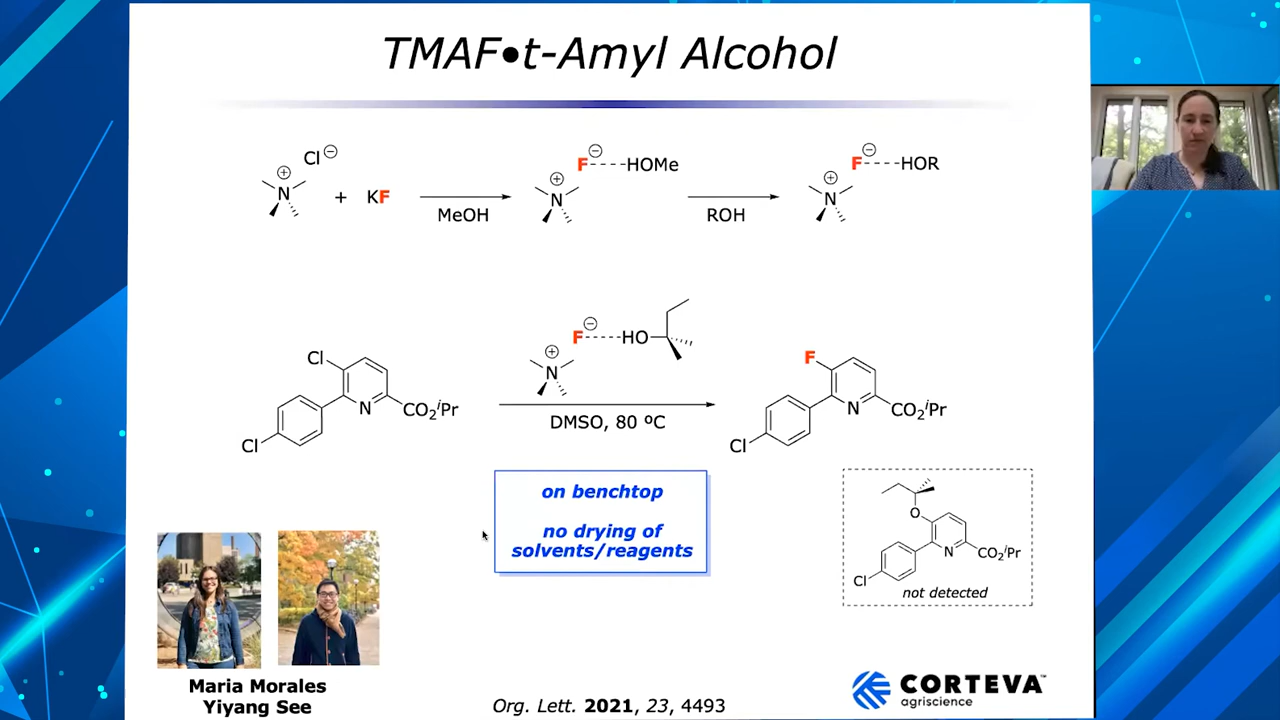 TMAF•t-Amyl Alcohol
Cl ⊖
⊕
N
+ KF
MeOH
⊖
F----HOMe
⊕
N
ROH
⊖
F----HOR
⊕
N
Cl
N
CO₂ⁱPr
Cl
⊖
F-----HO
⊕
N
DMSO, 80 ºC
F
N
CO₂ⁱPr
Cl
on benchtop
no drying of
solvents/reagents
O
N
CO₂ⁱPr
Cl
not detected
Maria Morales
Yiyang See
Org. Lett. 2021, 23, 4493
CORTEVA™
agriscience